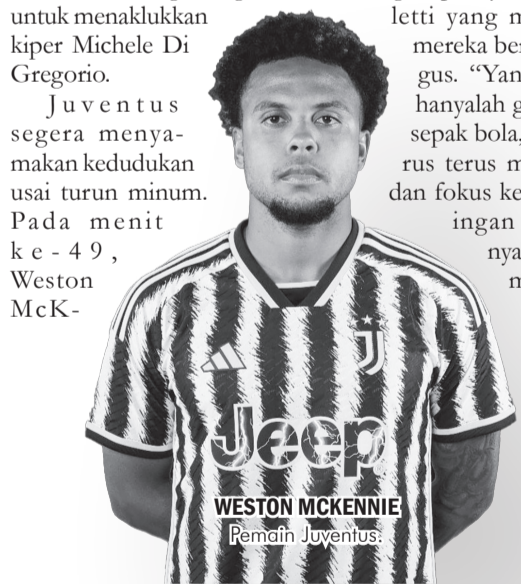 untuk menaklukkan
kiper Michele Di
Gregorio.
Juventus
segera menya-
makan kedudukan
usai turun minum.
Pada menit
ke-49,
Weston
McK-
letti yang
mereka
gus. “Yan
hanyalah
sepak bola,
rus terus
dan fokus
ingan
nya
Jeep
WESTON MCKENNIE
Pemain Juventus.